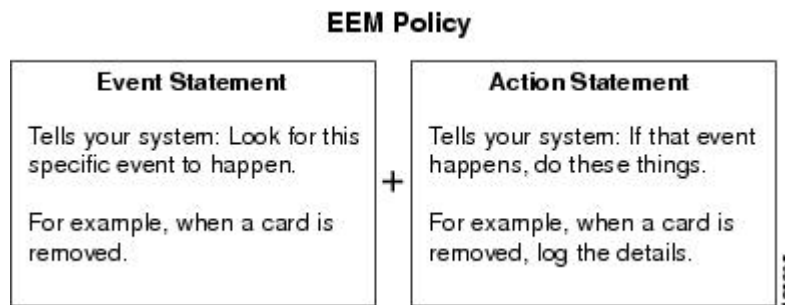 EEM Policy
Event Statement
Tells your system: Look for this
specific event to happen.
For example, when a card is
removed.
+
Action Statement
Tells your system: If that event
happens, do these things.
For example, when a card is
removed, log the details.